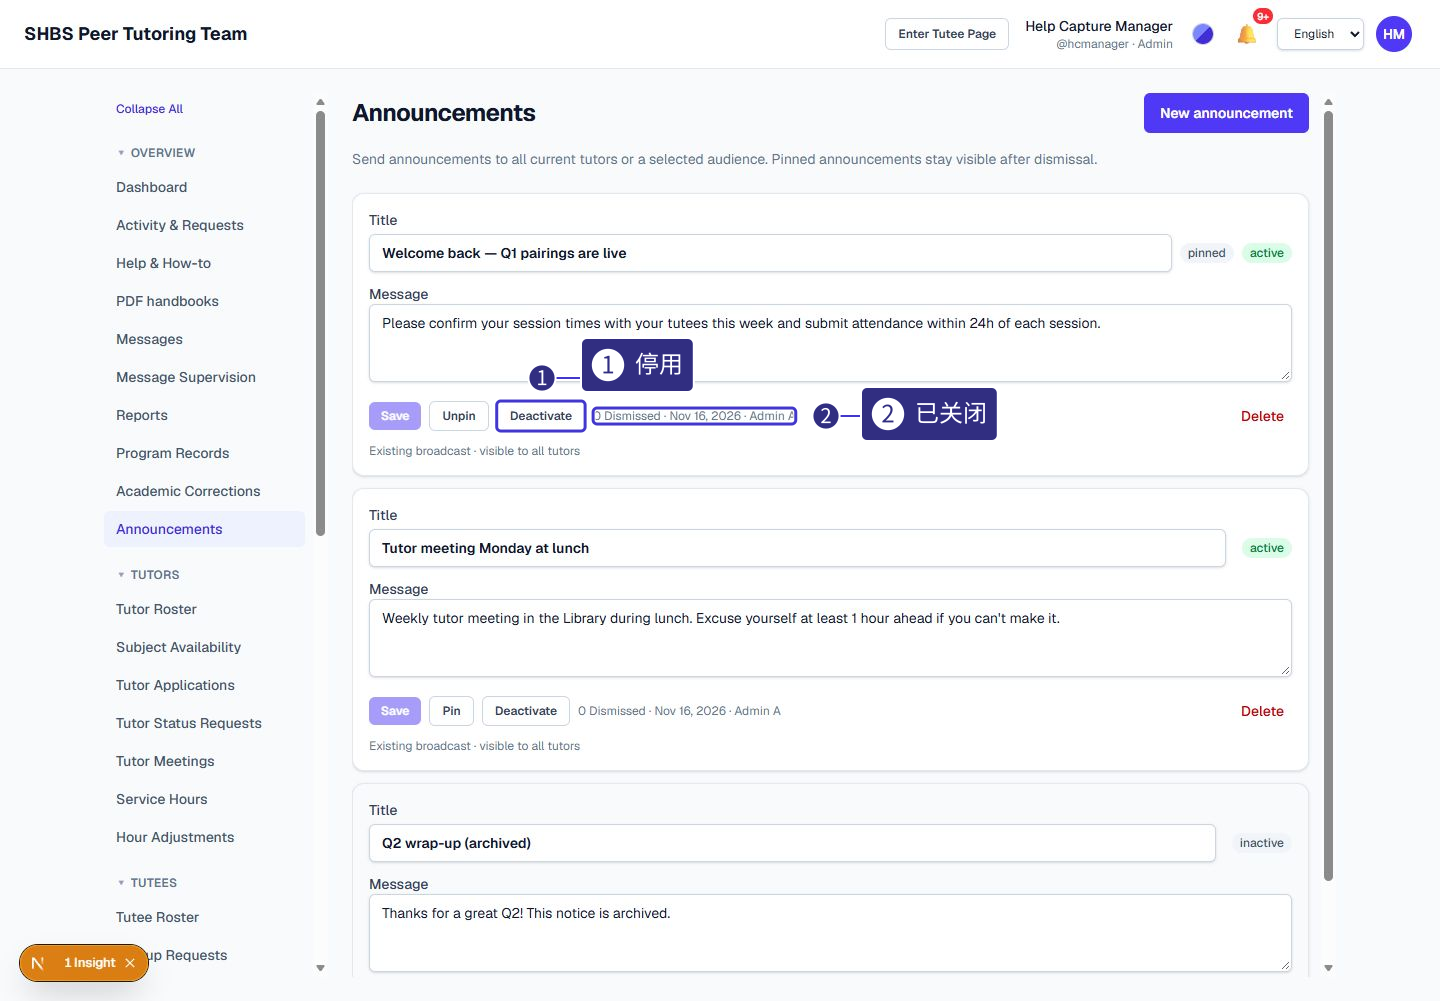 SHBS Peer Tutoring Team
Enter Tutee Page
Help Capture Manager
@hcmanager · Admin
9+
English
HM
Collapse All
OVERVIEW
Dashboard
Activity & Requests
Help & How-to
PDF handbooks
Messages
Message Supervision
Reports
Program Records
Academic Corrections
Announcements
TUTORS
Tutor Roster
Subject Availability
Tutor Applications
Tutor Status Requests
Tutor Meetings
Service Hours
Hour Adjustments
TUTEES
Tutee Roster
up Requests
N 1 Insight ×
Announcements
New announcement
Send announcements to all current tutors or a selected audience. Pinned announcements stay visible after dismissal.
Title
Welcome back — Q1 pairings are live
pinned
active
Message
Please confirm your session times with your tutees this week and submit attendance within 24h of each session.
1
1 停用
Save
Unpin
Deactivate
0 Dismissed · Nov 16, 2026 · Admin A
2
2 已关闭
Delete
Existing broadcast · visible to all tutors
Title
Tutor meeting Monday at lunch
active
Message
Weekly tutor meeting in the Library during lunch. Excuse yourself at least 1 hour ahead if you can't make it.
Save
Pin
Deactivate
0 Dismissed · Nov 16, 2026 · Admin A
Delete
Existing broadcast · visible to all tutors
Title
Q2 wrap-up (archived)
inactive
Message
Thanks for a great Q2! This notice is archived.